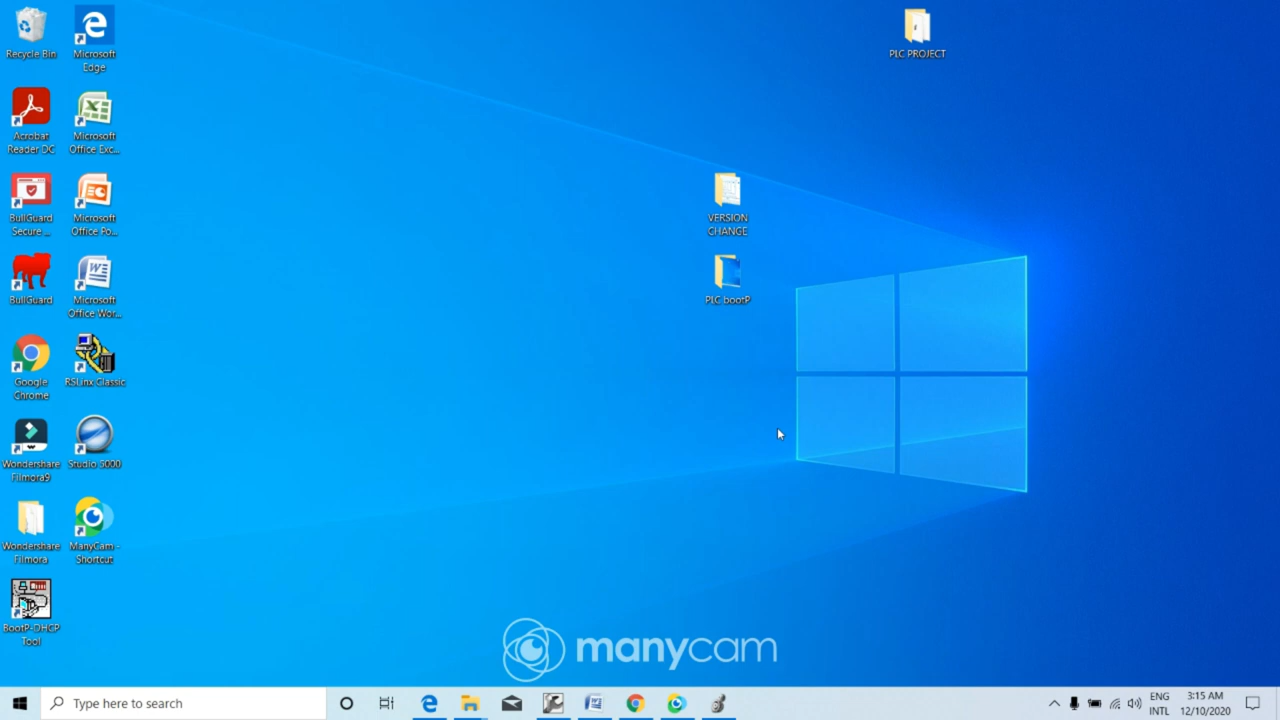 Recycle Bin
Microsoft
Edge
PLC PROJECT
Acrobat
Reader DC
Microsoft
Office Exc...
BullGuard
Secure ...
Microsoft
Office Po...
VERSION
CHANGE
BullGuard
Microsoft
Office Wor...
PLC bootP
Google
Chrome
RSLinx Classic
Wondershare
Filmora9
Studio 5000
Wondershare
Filmora
ManyCam -
Shortcut
BootP-DHCP
Tool
manycam
Type here to search
ENG
INTL
3:15 AM
12/10/2020